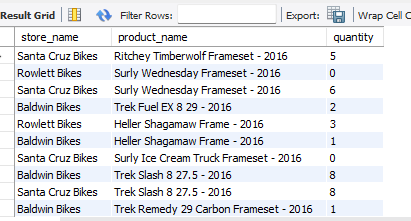 Result Grid Filter Rows: Export: Wrap Cell C
store_name product_name quantity
Santa Cruz Bikes Ritchey Timberwolf Frameset - 2016 5
Rowlett Bikes Surly Wednesday Frameset - 2016 0
Santa Cruz Bikes Surly Wednesday Frameset - 2016 6
Baldwin Bikes Trek Fuel EX 8 29 - 2016 2
Rowlett Bikes Heller Shagamaw Frame - 2016 3
Baldwin Bikes Heller Shagamaw Frame - 2016 1
Santa Cruz Bikes Surly Ice Cream Truck Frameset - 2016 0
Baldwin Bikes Trek Slash 8 27.5 - 2016 8
Santa Cruz Bikes Trek Slash 8 27.5 - 2016 8
Baldwin Bikes Trek Remedy 29 Carbon Frameset - 2016 1